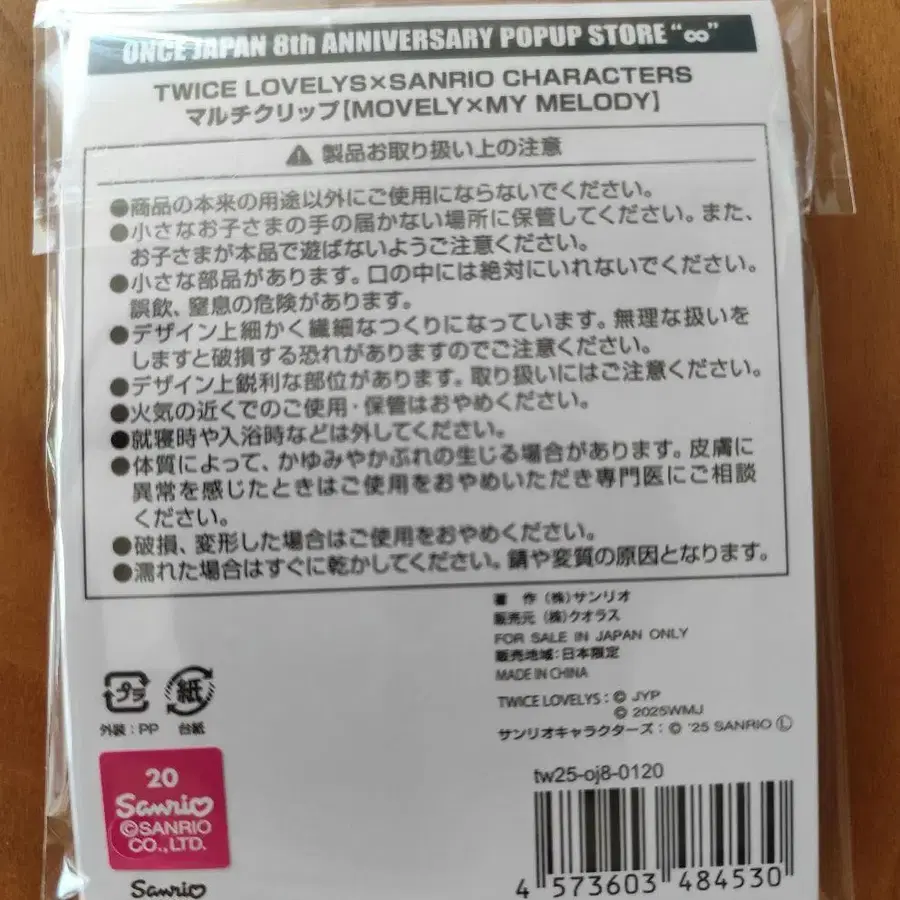 ONCE JAPAN 8th ANNIVERSARY POPUP STORE "∞"
TWICE LOVELYS×SANRIO CHARACTERS
マルチクリップ【MOVELY×MY MELODY】
製品お取り扱い上の注意
●商品の本来の用途以外にご使用にならないでください。
●小さなお子さまの手の届かない場所に保管してください。また、
お子さまが本品で遊ばないようご注意ください。
●小さな部品があります。口の中には絶対にいれないでください。
誤飲、窒息の危険があります。
●デザイン上細かく繊細なつくりになっています。無理な扱いを
しますと破損する恐れがありますのでご注意ください。
●デザイン上鋭利な部位があります。取り扱いにはご注意ください。
●火気の近くでのご使用・保管はおやめください。
●就寝時や入浴時などは外してください。
●体質によって、かゆみやかぶれの生じる場合があります。皮膚に
異常を感じたときはご使用をおやめいただき専門医にご相談
ください。
●破損、変形した場合はご使用をおやめください。
●濡れた場合はすぐに乾かしてください。錆や変質の原因となります。
著 作 (株)サンリオ
販売元 (株)クオラス
FOR SALE IN JAPAN ONLY
販売地域:日本限定
MADE IN CHINA
TWICE LOVELYS:© JYP
© 2025WMJ
サンリオキャラクターズ:© '25 SANRIO Ⓛ
プラ
紙
外装:PP
台紙
20
Sanrio
©SANRIO
CO.,LTD.
Sanrio
tw25-oj8-0120
4 573603 484530